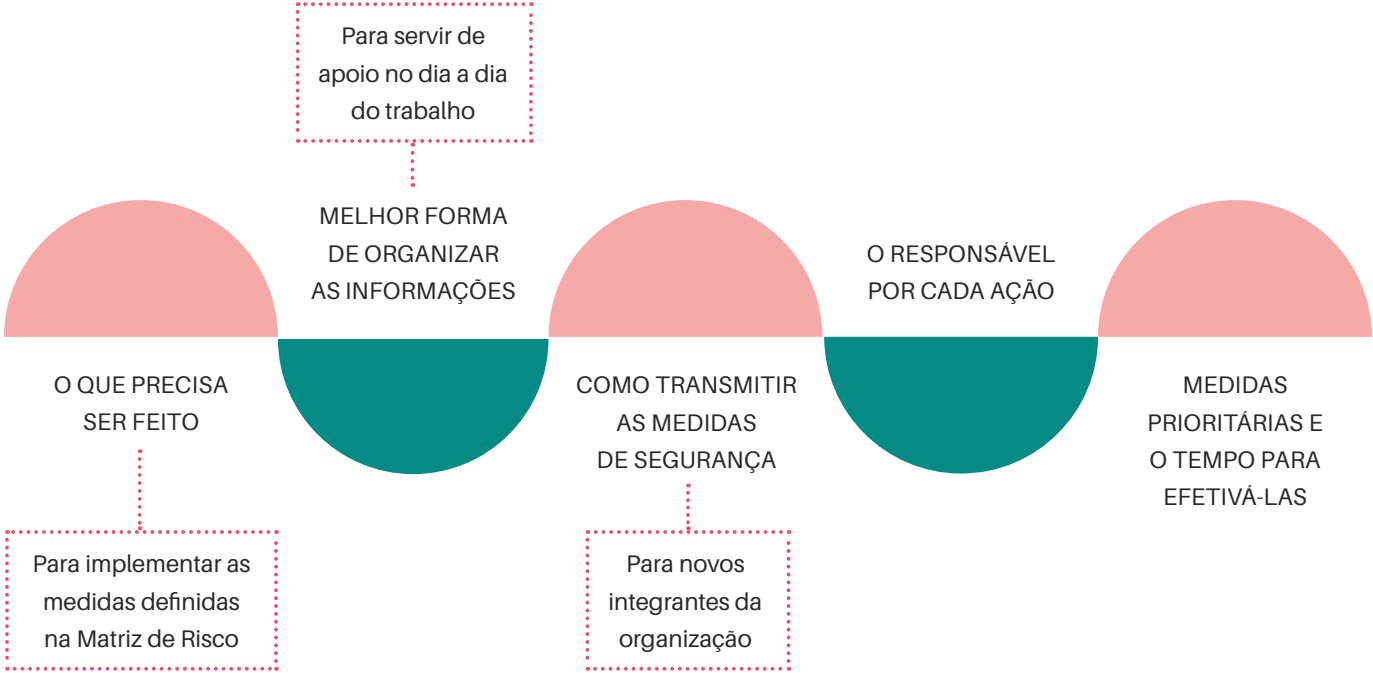 Para servir de
apoio no dia a dia
do trabalho
MELHOR FORMA
DE ORGANIZAR
AS INFORMAÇÕES
O RESPONSÁVEL
POR CADA AÇÃO
O QUE PRECISA
SER FEITO
COMO TRANSMITIR
AS MEDIDAS
DE SEGURANÇA
MEDIDAS
PRIORITÁRIAS E
O TEMPO PARA
EFETIVÁ-LAS
Para implementar as
medidas definidas
na Matriz de Risco
Para novos
integrantes da
organização